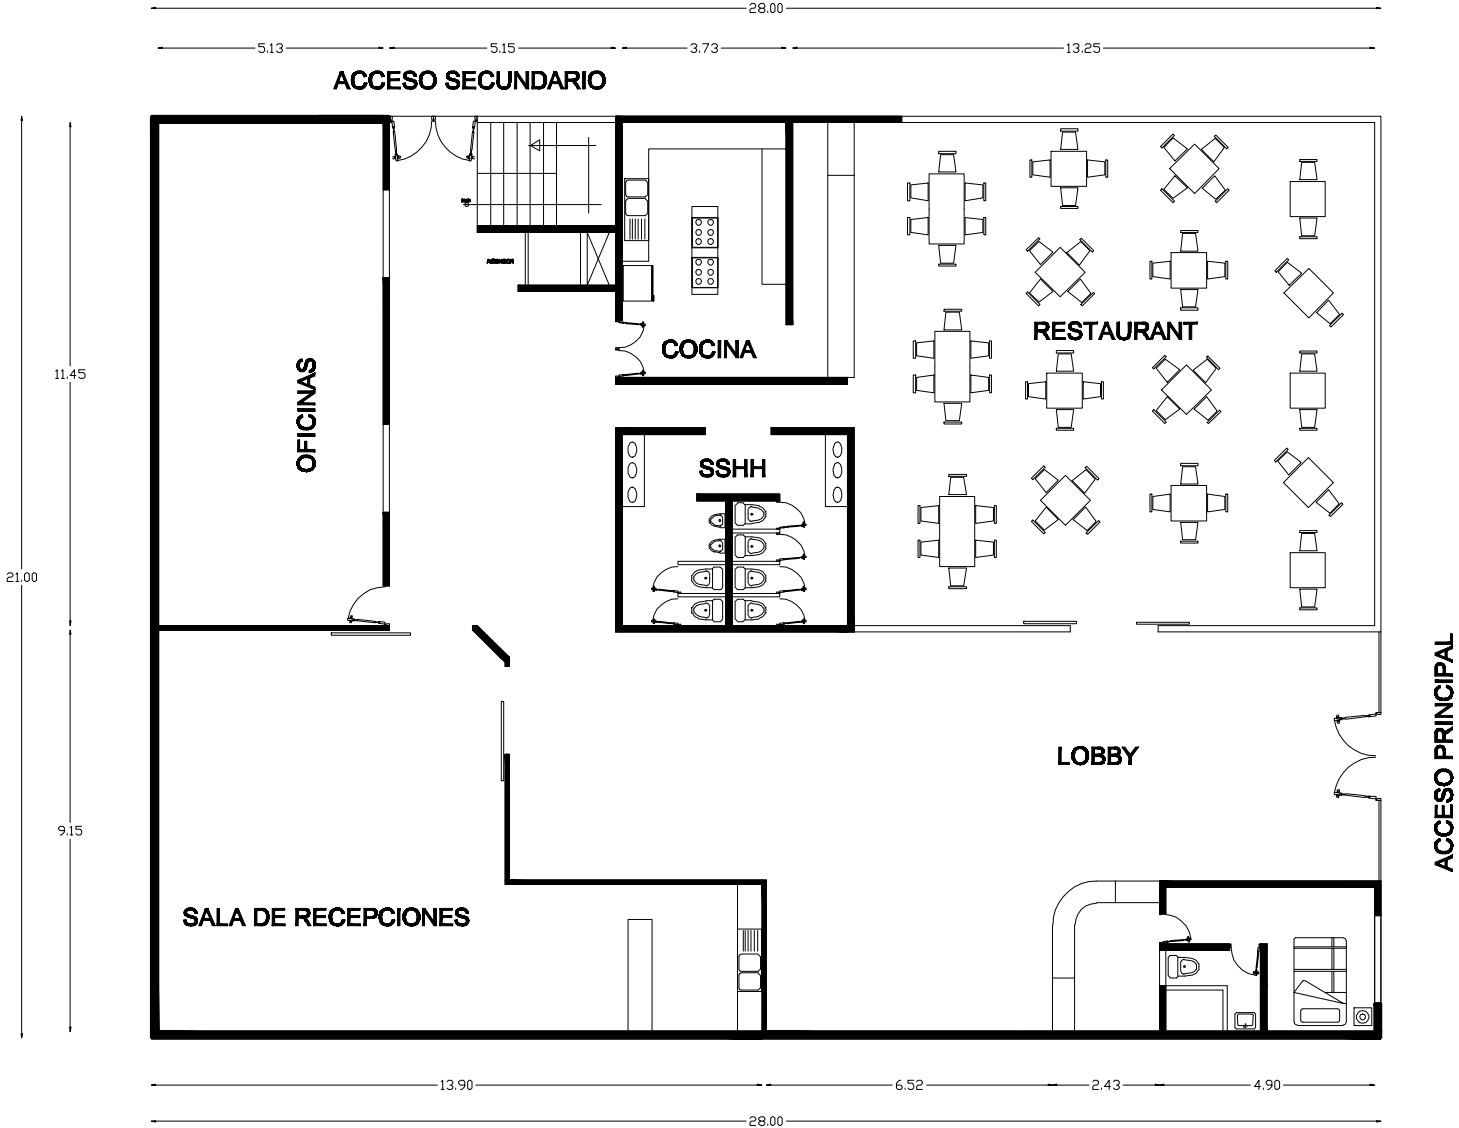 28.00
5.13
5.15
3.73
13.25
ACCESO SECUNDARIO
RESTAURANT
COCINA
OFICINAS
11.45
SSHH
21.00
LOBBY
ACCESO PRINCIPAL
9.15
SALA DE RECEPCIONES
13.90
6.52
2.43
4.90
28.00